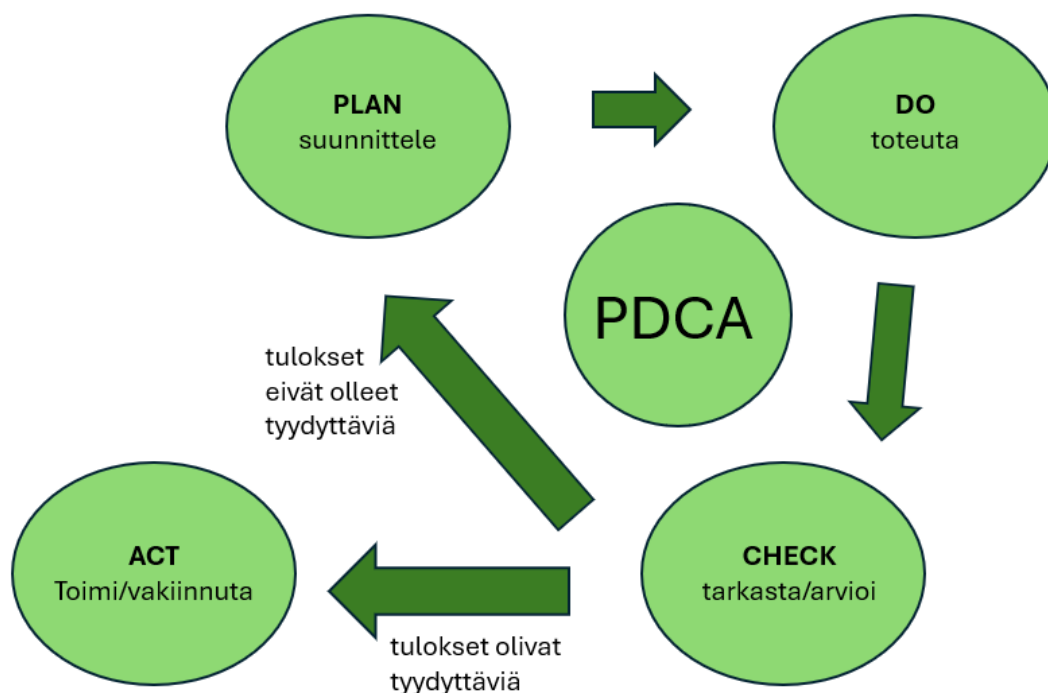 PLAN
suunnittele
DO
toteuta
PDCA
tulokset
eivät olleet
tyydyttäviä
ACT
Toimi/vakiinnuta
CHECK
tarkasta/arvioi
tulokset olivat
tyydyttäviä